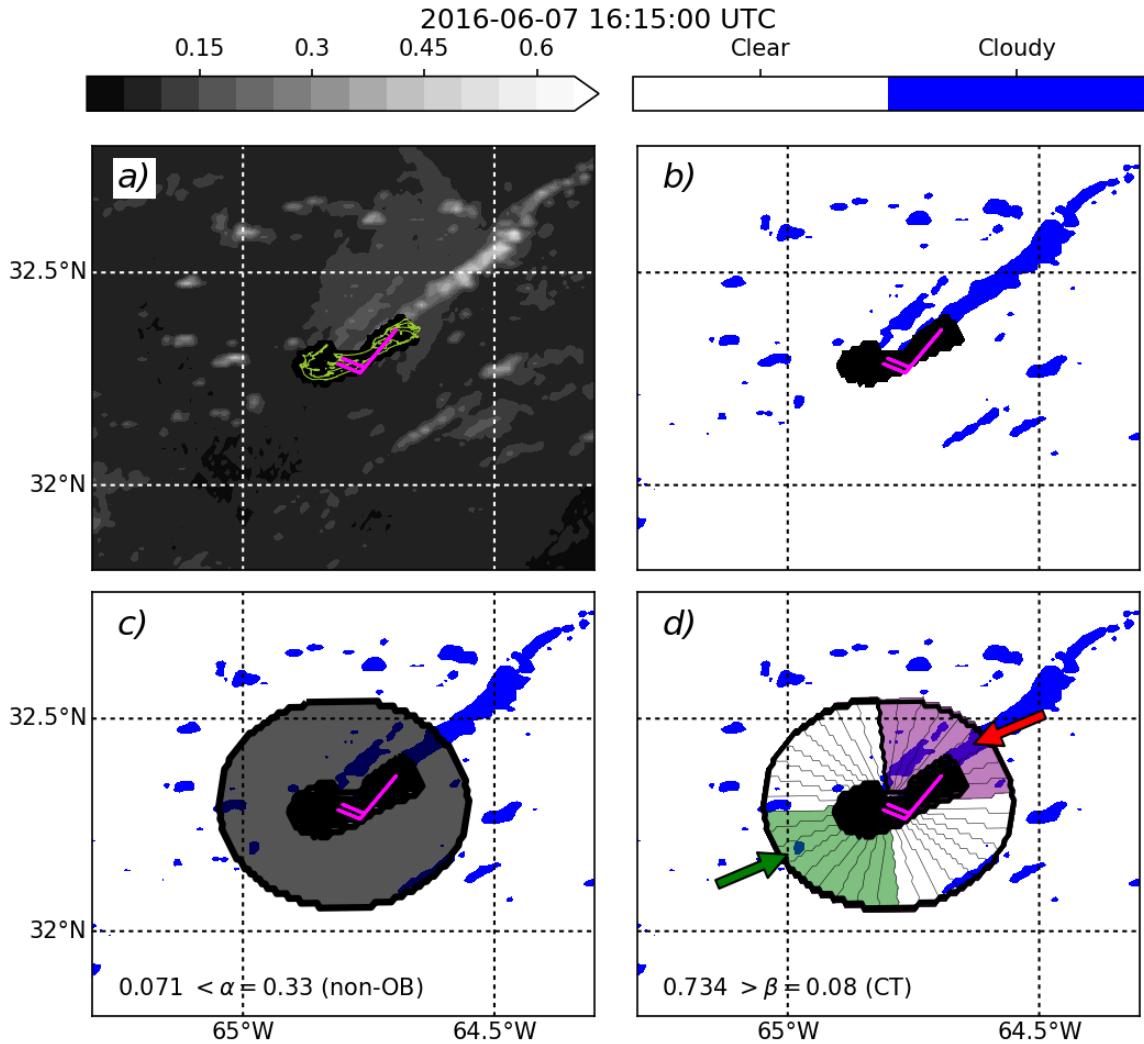 2016-06-07 16:15:00 UTC
0.15 0.3 0.45 0.6
Clear Cloudy
a)
b)
32.5°N
32°N
c)
d)
32.5°N
32°N
0.071 < α = 0.33 (non-OB)
0.734 > β = 0.08 (CT)
65°W 64.5°W
65°W 64.5°W